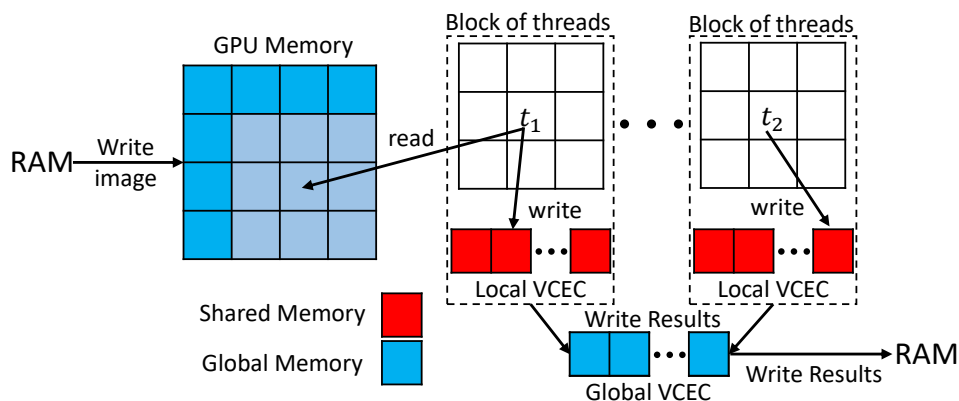 Block of threads
Block of threads
GPU Memory
t₁
t₂
read
RAM
Write
image
write
write
Local VCEC
Local VCEC
Shared Memory
Write Results
Global Memory
RAM
Write Results
Global VCEC